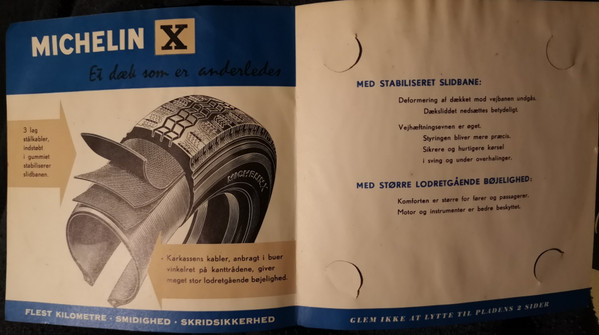 MICHELIN X
Et dæk som er anderledes
3 lag
stålkabler,
indstøbt
i gummiet
stabiliserer
slidbanen.
MICHELIN X
Karkassens kabler, anbragt i buer
vinkelret på kanttrådene, giver
meget stor lodretgående bøjelighed.
FLEST KILOMETRE · SMIDIGHED · SKRIDSIKKERHED
MED STABILISERET SLIDBANE:
Deformering af dækket mod vejbanen undgås.
Dæksliddet nedsættes betydeligt.
Vejhæftningsevnen er øget.
Styringen bliver mere præcis.
Sikrere og hurtigere kørsel
i sving og under overhalinger.
MED STØRRE LODRETGÅENDE BØJELIGHED:
Komforten er større for fører og passagerer.
Motor og instrumenter er bedre beskyttet.
GLEM IKKE AT LYTTE TIL PLADENS 2 SIDER